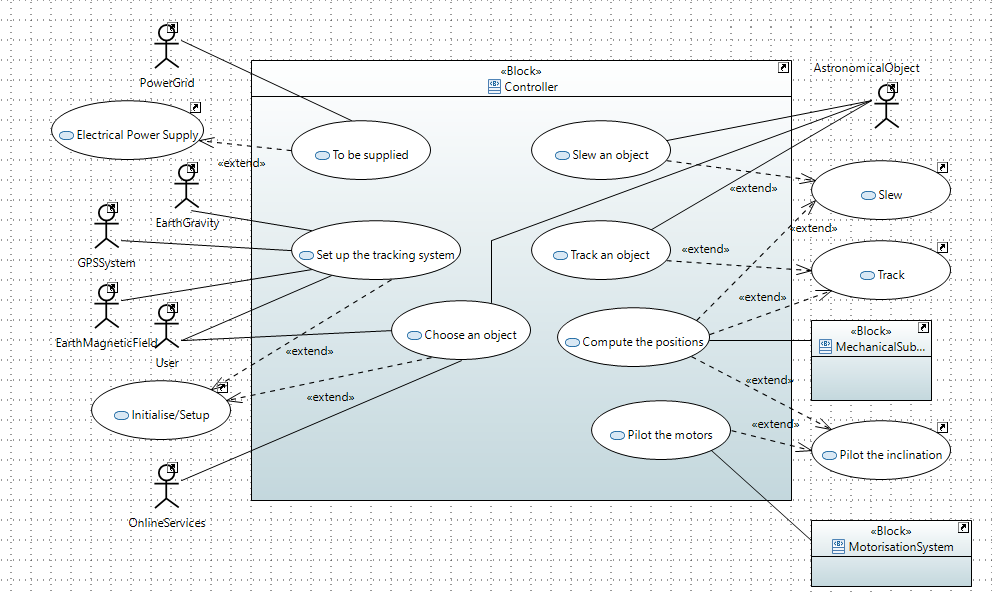 «Block»
Controller
PowerGrid
AstronomicalObject
Electrical Power Supply
To be supplied
Slew an object
«extend»
«extend»
Slew
EarthGravity
«extend»
GPSSystem
Set up the tracking system
Track an object
«extend»
Track
«extend»
EarthMagneticField
User
Choose an object
Compute the positions
«Block»
MechanicalSub...
«extend»
«extend»
«extend»
Initialise/Setup
Pilot the motors
«extend»
Pilot the inclination
OnlineServices
«Block»
MotorisationSystem